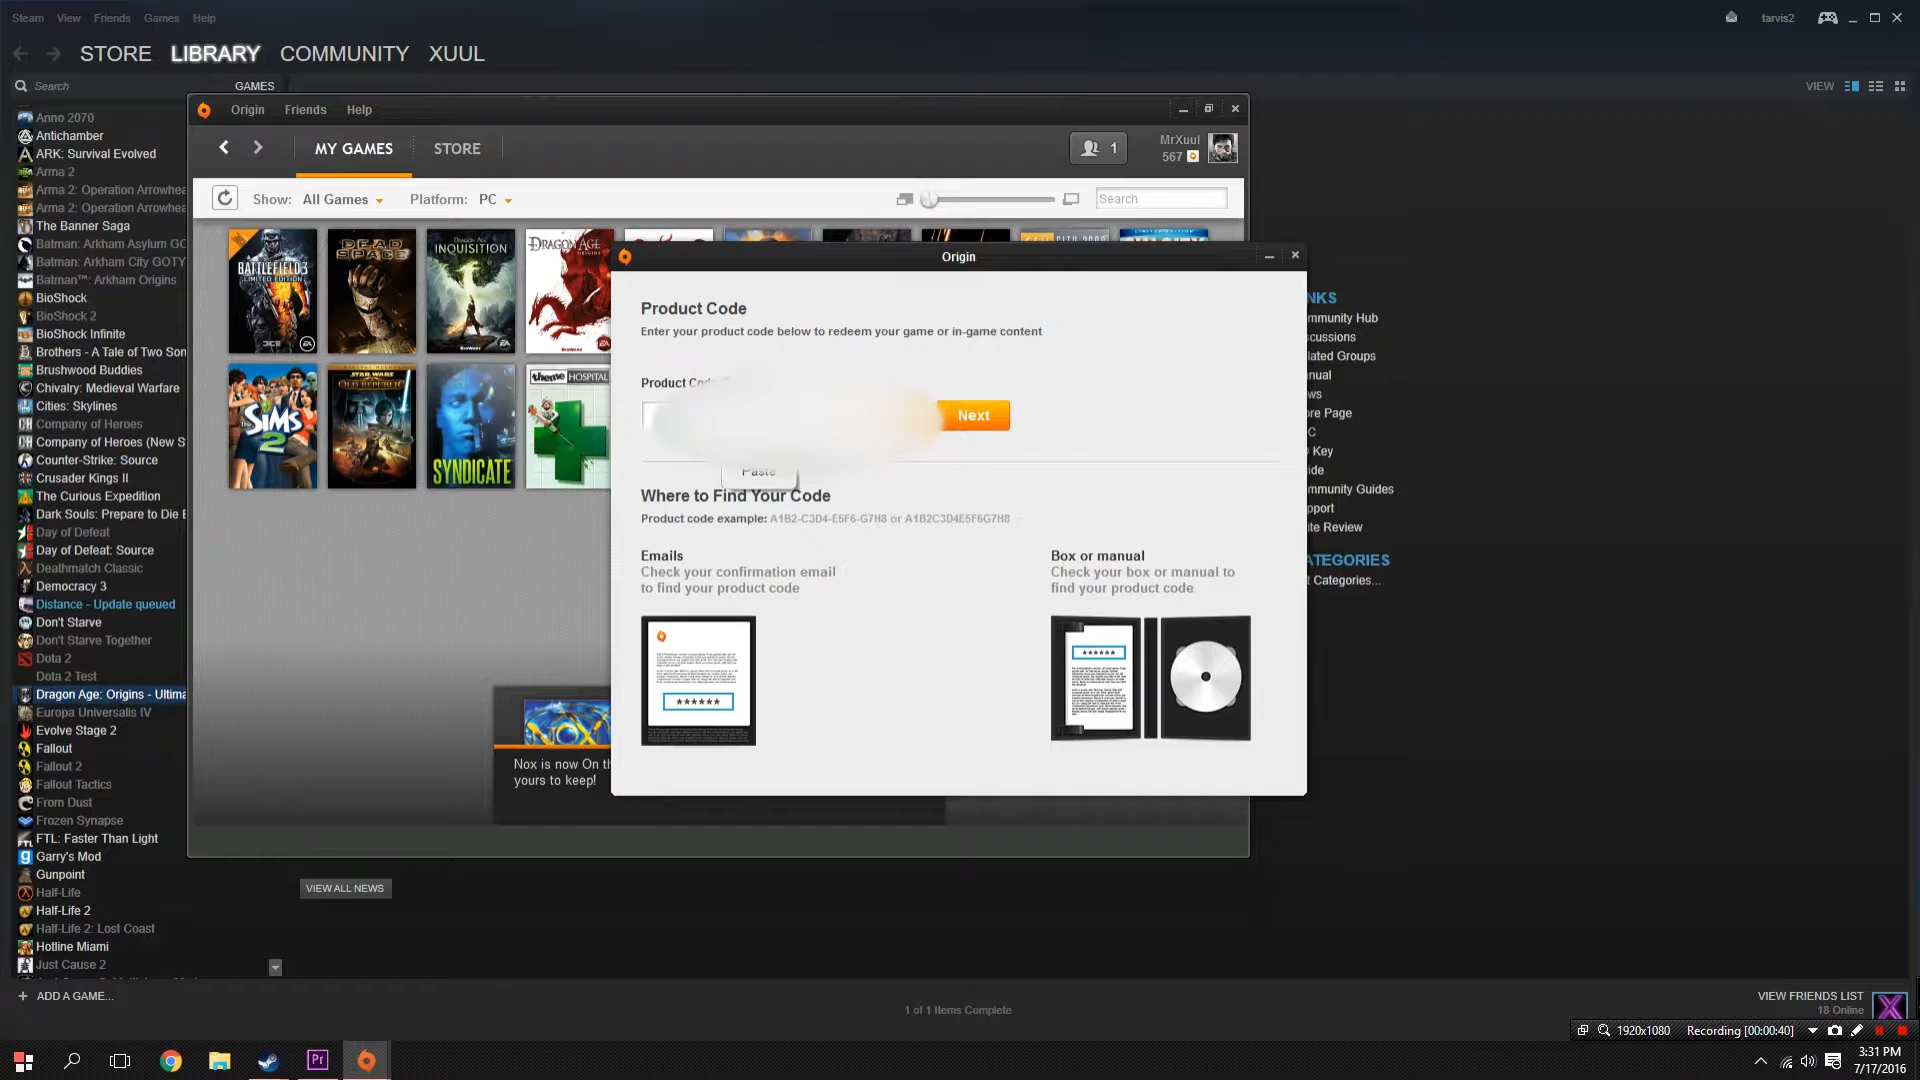 Steam View Friends Games Help
tarvis2
STORE LIBRARY COMMUNITY XUUL
Search
GAMES
VIEW
Anno 2070
Antichamber
ARK: Survival Evolved
Arma 2
Arma 2: Operation Arrowhea
Arma 2: Operation Arrowhea
The Banner Saga
Batman: Arkham Asylum GO
Batman: Arkham City GOTY
Batman™: Arkham Origins
BioShock
BioShock 2
BioShock Infinite
Brothers - A Tale of Two Son
Brushwood Buddies
Chivalry: Medieval Warfare
Cities: Skylines
Company of Heroes
Company of Heroes (New S
Counter-Strike: Source
Crusader Kings II
The Curious Expedition
Dark Souls: Prepare to Die E
Day of Defeat
Day of Defeat: Source
Deathmatch Classic
Democracy 3
Distance - Update queued
Don't Starve
Don't Starve Together
Dota 2
Dota 2 Test
Dragon Age: Origins - Ultima
Europa Universalis IV
Evolve Stage 2
Fallout
Fallout 2
Fallout Tactics
From Dust
Frozen Synapse
FTL: Faster Than Light
Garry's Mod
Gunpoint
Half-Life
Half-Life 2
Half-Life 2: Lost Coast
Hotline Miami
Just Cause 2
+ ADD A GAME...
Origin Friends Help
MY GAMES STORE
1
MrXuul
567
Show: All Games
Platform: PC
Search
BATTLEFIELD 3
LIMITED EDITION
DEAD SPACE
DRAGON AGE
INQUISITION
BIOWARE
DRAGON AGE
ORIGINS
THE SIMS 2
STAR WARS
OLD REPUBLIC
SYNDICATE
theme HOSPITAL
Nox is now On th
yours to keep!
Origin
Product Code
Enter your product code below to redeem your game or in-game content
Product Code
Next
Paste
Where to Find Your Code
Product code example: A1B2-C3D4-E5F6-G7H8 or A1B2C3D4E5F6G7H8
Emails
Check your confirmation email
to find your product code
******
Box or manual
Check your box or manual to
find your product code
******
NKS
mmunity Hub
scussions
lated Groups
nual
ws
ore Page
C
Key
ide
mmunity Guides
pport
ite Review
ATEGORIES
t Categories...
VIEW ALL NEWS
1 of 1 Items Complete
VIEW FRIENDS LIST
18 Online
1920x1080 Recording [00:00:40]
Pr
3:31 PM
7/17/2016